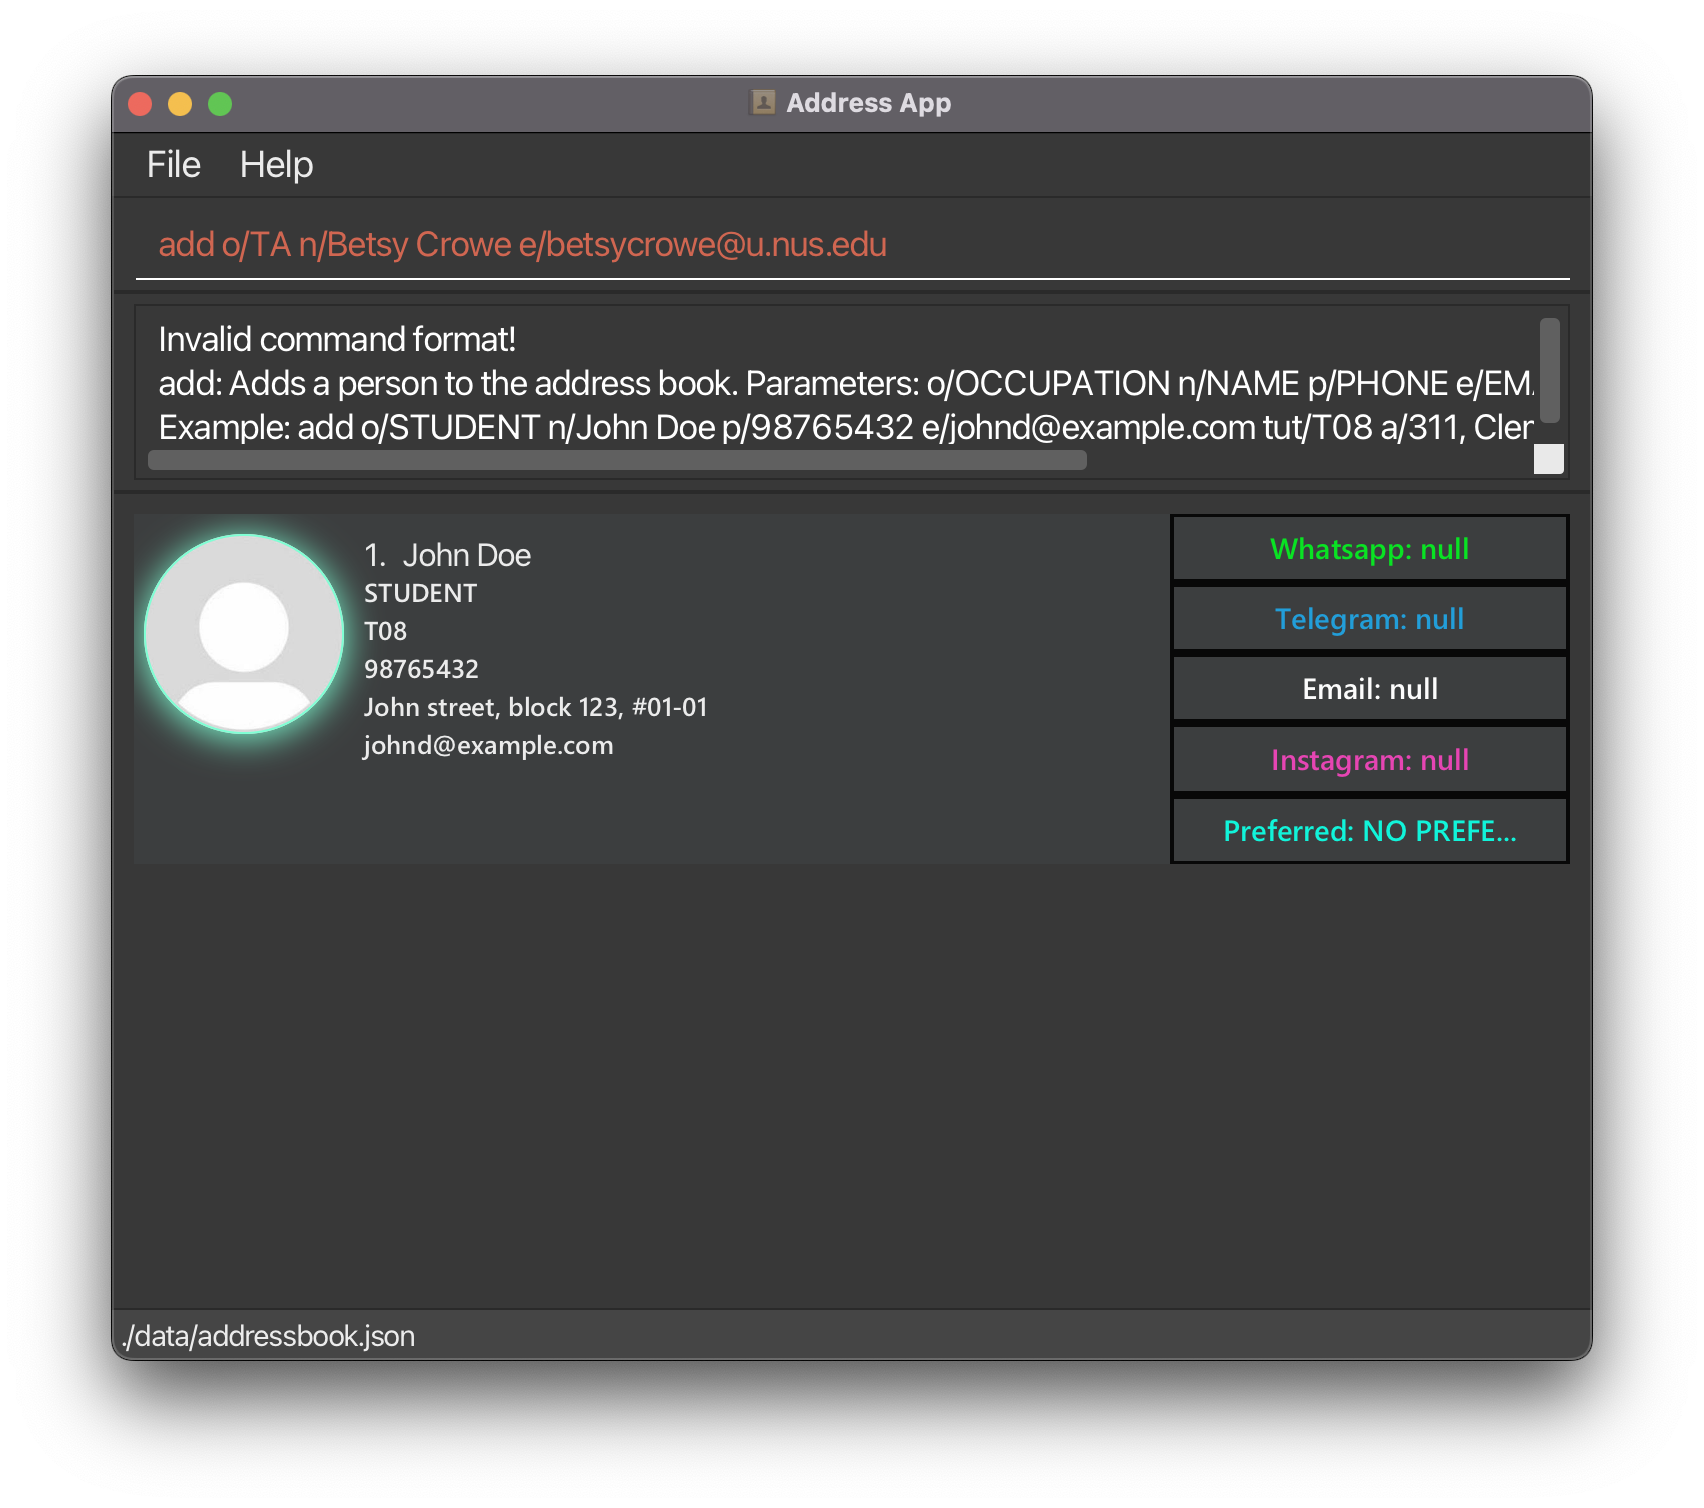 Address App
File Help
add o/TA n/Betsy Crowe e/betsycrowe@u.nus.edu
Invalid command format!
add: Adds a person to the address book. Parameters: o/OCCUPATION n/NAME p/PHONE e/EM
Example: add o/STUDENT n/John Doe p/98765432 e/johnd@example.com tut/T08 a/311, Clem
1. John Doe
STUDENT
T08
98765432
John street, block 123, #01-01
johnd@example.com
Whatsapp: null
Telegram: null
Email: null
Instagram: null
Preferred: NO PREFE...
./data/addressbook.json